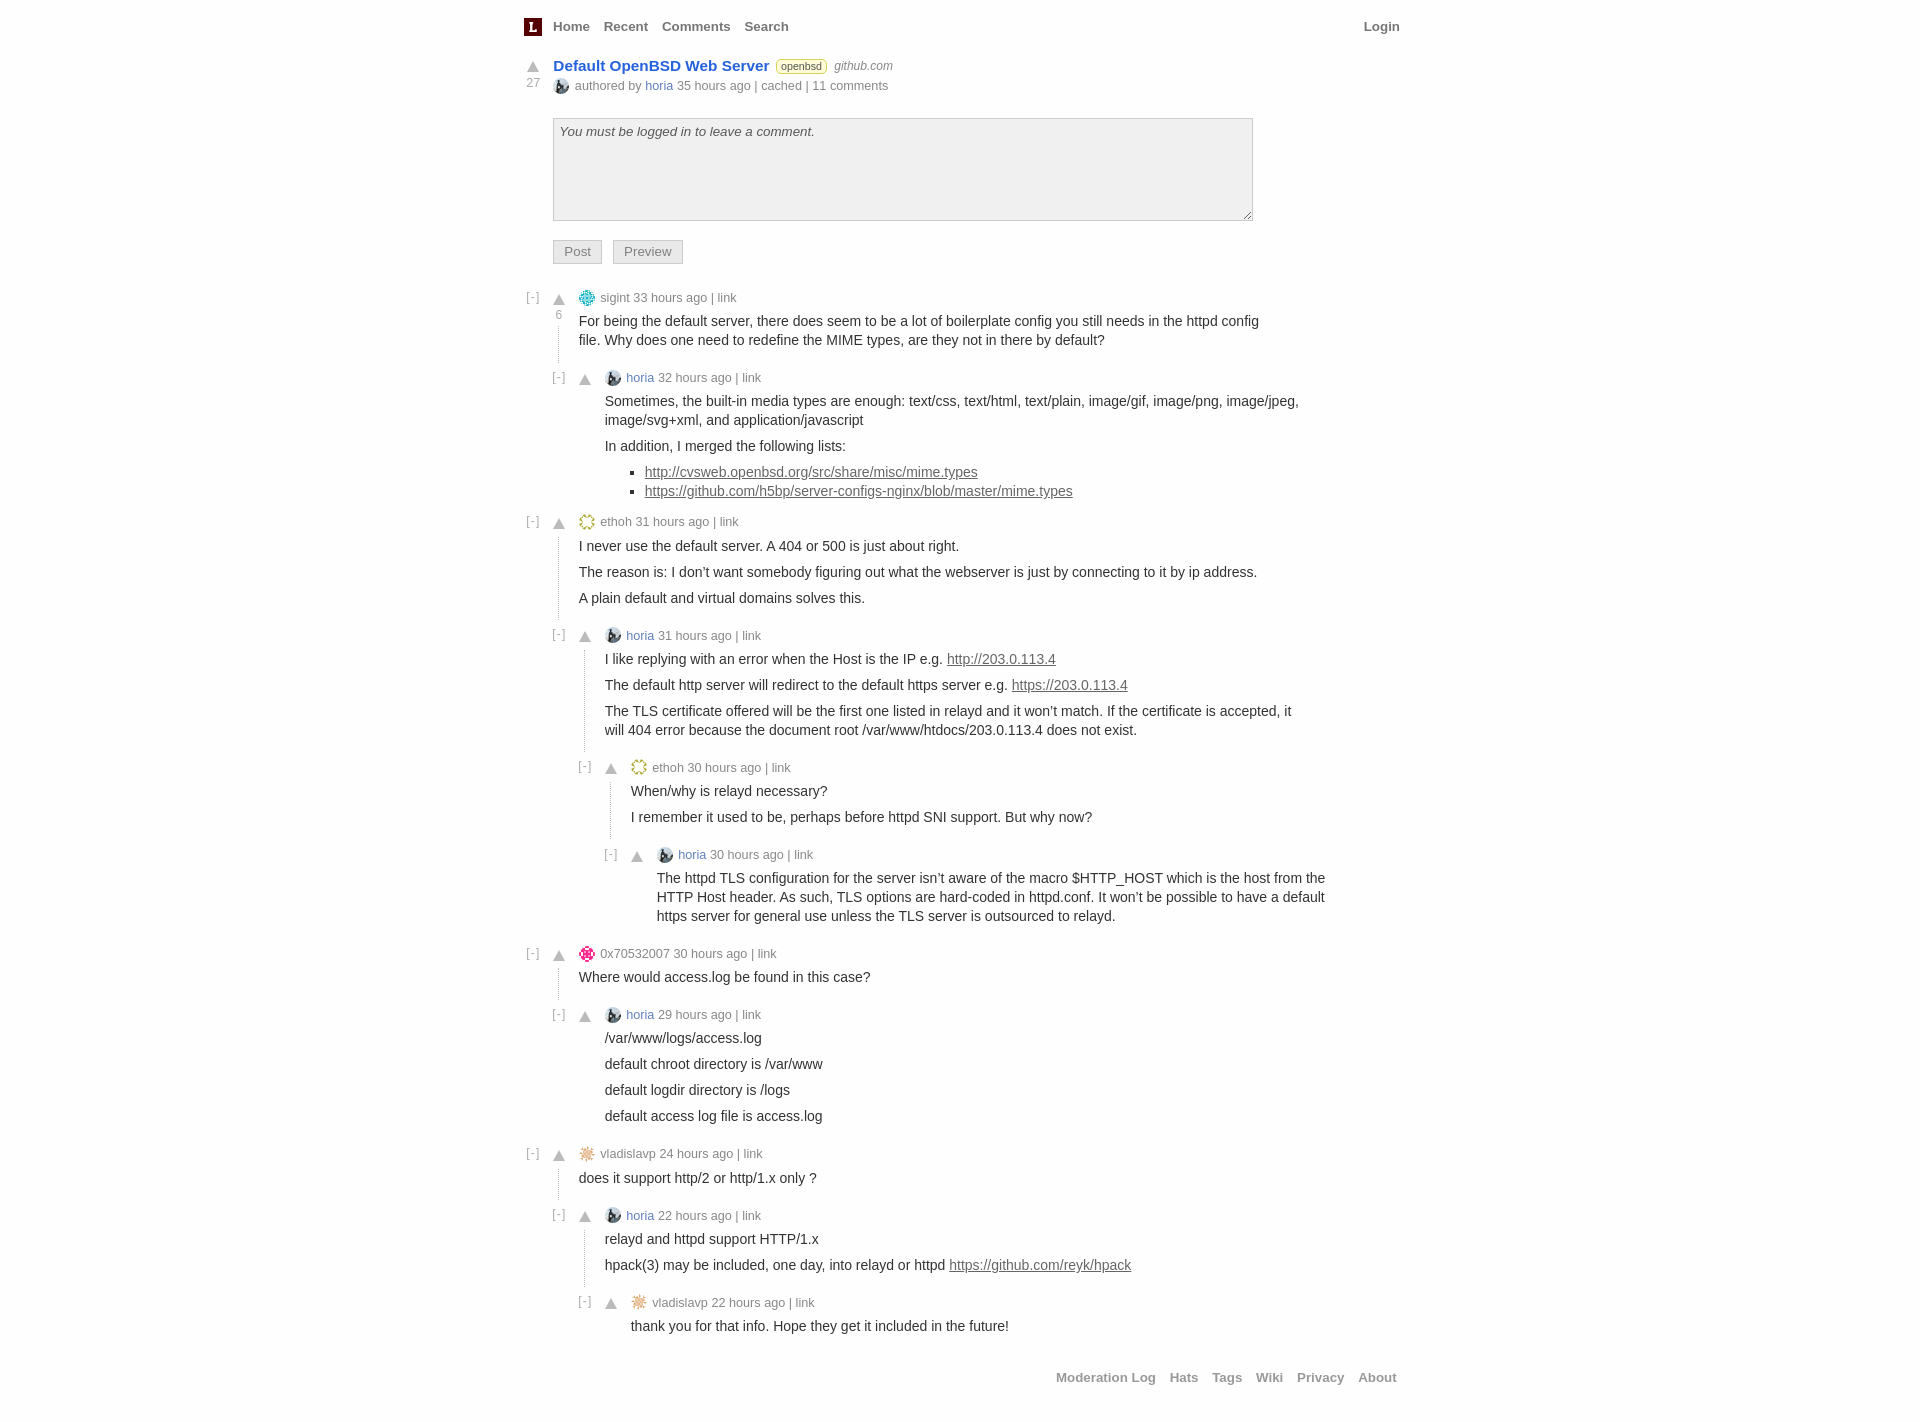 L Home Recent Comments Search Login
Default OpenBSD Web Server openbsd github.com
27
authored by horia 35 hours ago | cached | 11 comments
You must be logged in to leave a comment.
Post Preview
[-] sigint 33 hours ago | link
6
For being the default server, there does seem to be a lot of boilerplate config you still needs in the httpd config
file. Why does one need to redefine the MIME types, are they not in there by default?
[-] horia 32 hours ago | link
Sometimes, the built-in media types are enough: text/css, text/html, text/plain, image/gif, image/png, image/jpeg,
image/svg+xml, and application/javascript
In addition, I merged the following lists:
http://cvsweb.openbsd.org/src/share/misc/mime.types
https://github.com/h5bp/server-configs-nginx/blob/master/mime.types
[-] ethoh 31 hours ago | link
I never use the default server. A 404 or 500 is just about right.
The reason is: I don’t want somebody figuring out what the webserver is just by connecting to it by ip address.
A plain default and virtual domains solves this.
[-] horia 31 hours ago | link
I like replying with an error when the Host is the IP e.g. http://203.0.113.4
The default http server will redirect to the default https server e.g. https://203.0.113.4
The TLS certificate offered will be the first one listed in relayd and it won’t match. If the certificate is accepted, it
will 404 error because the document root /var/www/htdocs/203.0.113.4 does not exist.
[-] ethoh 30 hours ago | link
When/why is relayd necessary?
I remember it used to be, perhaps before httpd SNI support. But why now?
[-] horia 30 hours ago | link
The httpd TLS configuration for the server isn’t aware of the macro $HTTP_HOST which is the host from the
HTTP Host header. As such, TLS options are hard-coded in httpd.conf. It won’t be possible to have a default
https server for general use unless the TLS server is outsourced to relayd.
[-] 0x70532007 30 hours ago | link
Where would access.log be found in this case?
[-] horia 29 hours ago | link
/var/www/logs/access.log
default chroot directory is /var/www
default logdir directory is /logs
default access log file is access.log
[-] vladislavp 24 hours ago | link
does it support http/2 or http/1.x only ?
[-] horia 22 hours ago | link
relayd and httpd support HTTP/1.x
hpack(3) may be included, one day, into relayd or httpd https://github.com/reyk/hpack
[-] vladislavp 22 hours ago | link
thank you for that info. Hope they get it included in the future!
Moderation Log Hats Tags Wiki Privacy About